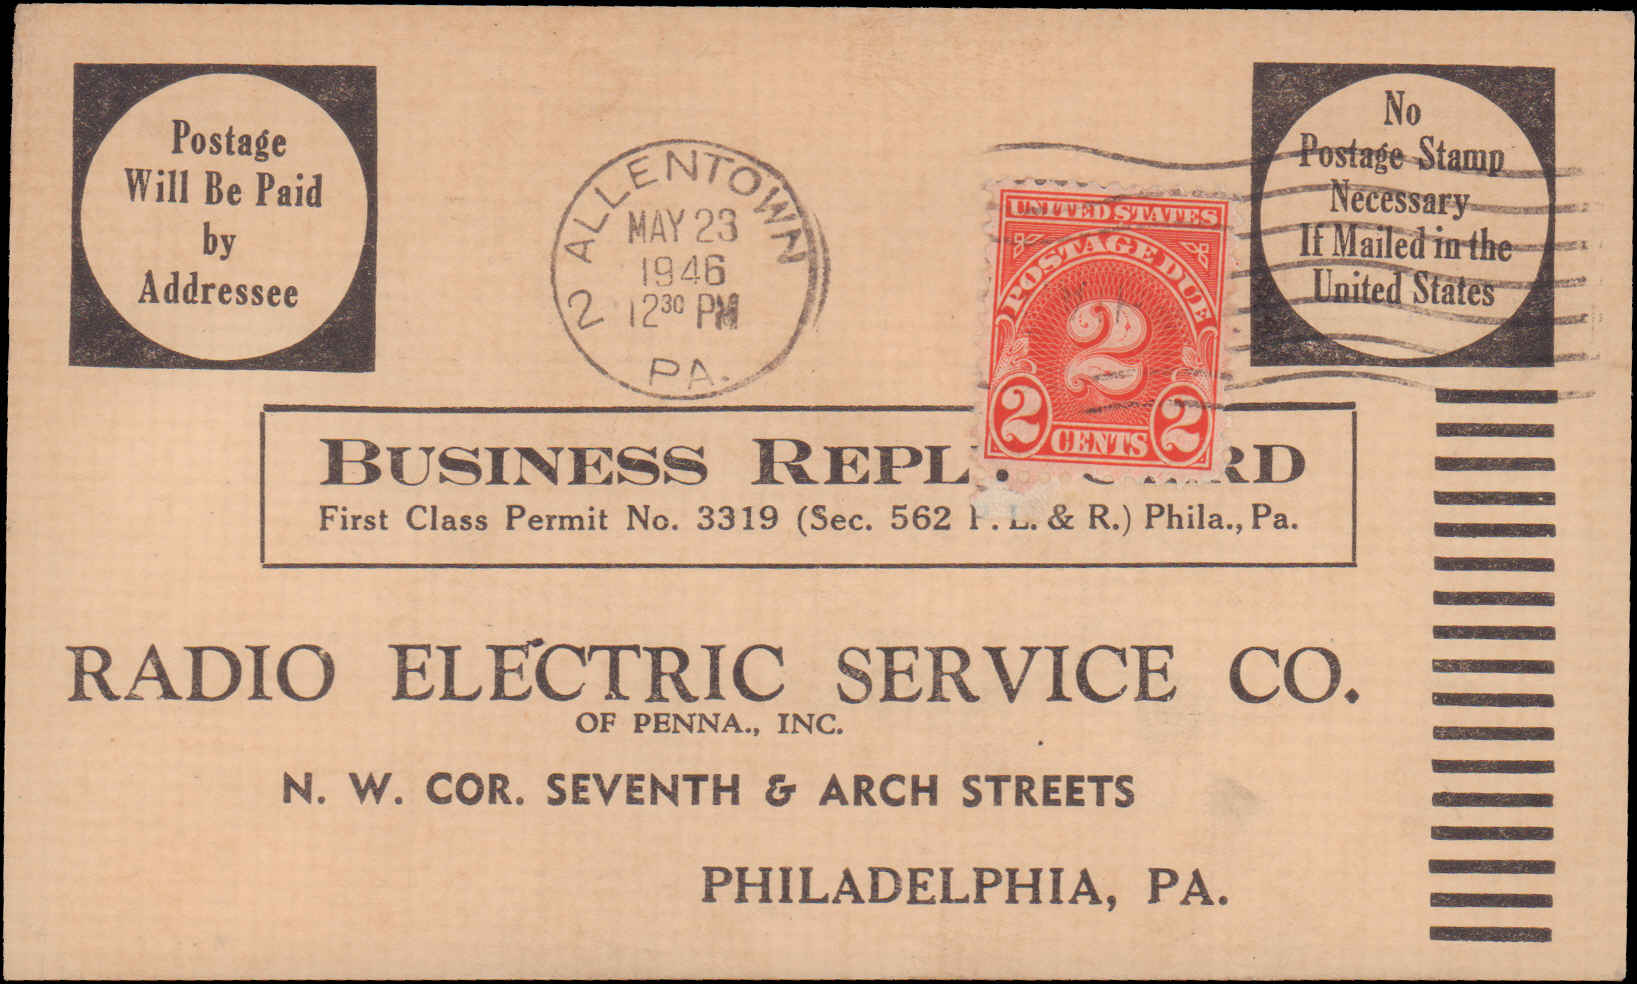 Postage
Will Be Paid
by
Addressee
2 ALLENTOWN
MAY 23
1946
12 30 PM
PA.
UNITED STATES
POSTAGE DUE
2
2 CENTS 2
No
Postage Stamp
Necessary
If Mailed in the
United States
BUSINESS REPL
First Class Permit No. 3319 (Sec. 562 P. L. & R.) Phila., Pa.
RADIO ELECTRIC SERVICE CO.
OF PENNA., INC.
N. W. COR. SEVENTH & ARCH STREETS
PHILADELPHIA, PA.